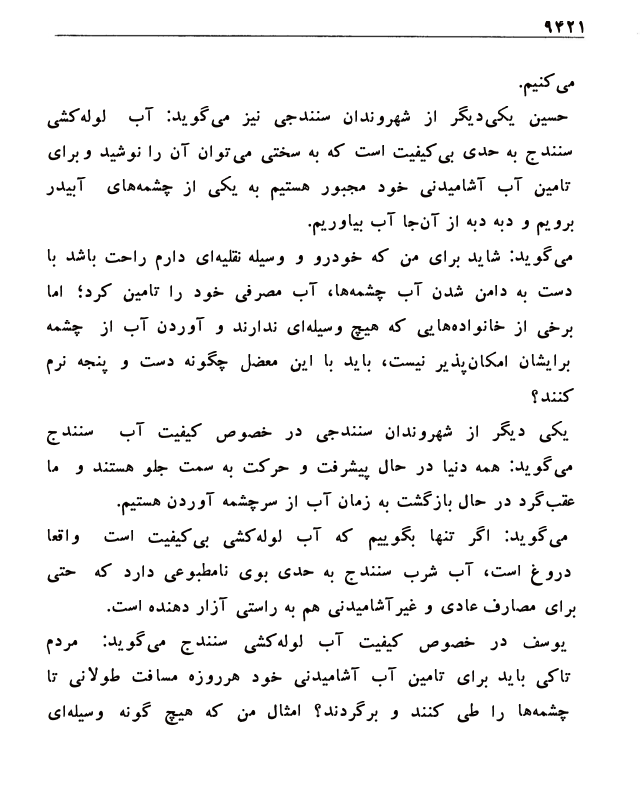 ۹۴۲۱
می‌کنیم.
حسین یکی‌دیگر از شهروندان سنندجی نیز می‌گوید: آب لوله‌کشی
سنندج به حدی بی‌کیفیت است که به سختی می‌توان آن را نوشید و برای
تامین آب آشامیدنی خود مجبور هستیم به یکی از چشمه‌های آبیدر
برویم و دبه دبه از آن‌جا آب بیاوریم.
می‌گوید: شاید برای من که خودرو و وسیله نقلیه‌ای دارم راحت باشد با
دست به دامن شدن آب چشمه‌ها، آب مصرفی خود را تامین کرد؛ اما
برخی از خانواده‌هایی که هیچ وسیله‌ای ندارند و آوردن آب از چشمه
برایشان امکان‌پذیر نیست، باید با این معضل چگونه دست و پنجه نرم
کنند؟
یکی دیگر از شهروندان سنندجی در خصوص کیفیت آب سنندج
می‌گوید: همه دنیا در حال پیشرفت و حرکت به سمت جلو هستند و ما
عقب‌گرد در حال بازگشت به زمان آب از سرچشمه آوردن هستیم.
می‌گوید: اگر تنها بگوییم که آب لوله‌کشی بی‌کیفیت است واقعا
دروغ است، آب شرب سنندج به حدی بوی نامطبوعی دارد که حتی
برای مصارف عادی و غیرآشامیدنی هم به راستی آزار دهنده است.
یوسف در خصوص کیفیت آب لوله‌کشی سنندج می‌گوید: مردم
تاکی باید برای تامین آب آشامیدنی خود هرروزه مسافت طولانی تا
چشمه‌ها را طی کنند و برگردند؟ امثال من که هیچ گونه وسیله‌ای